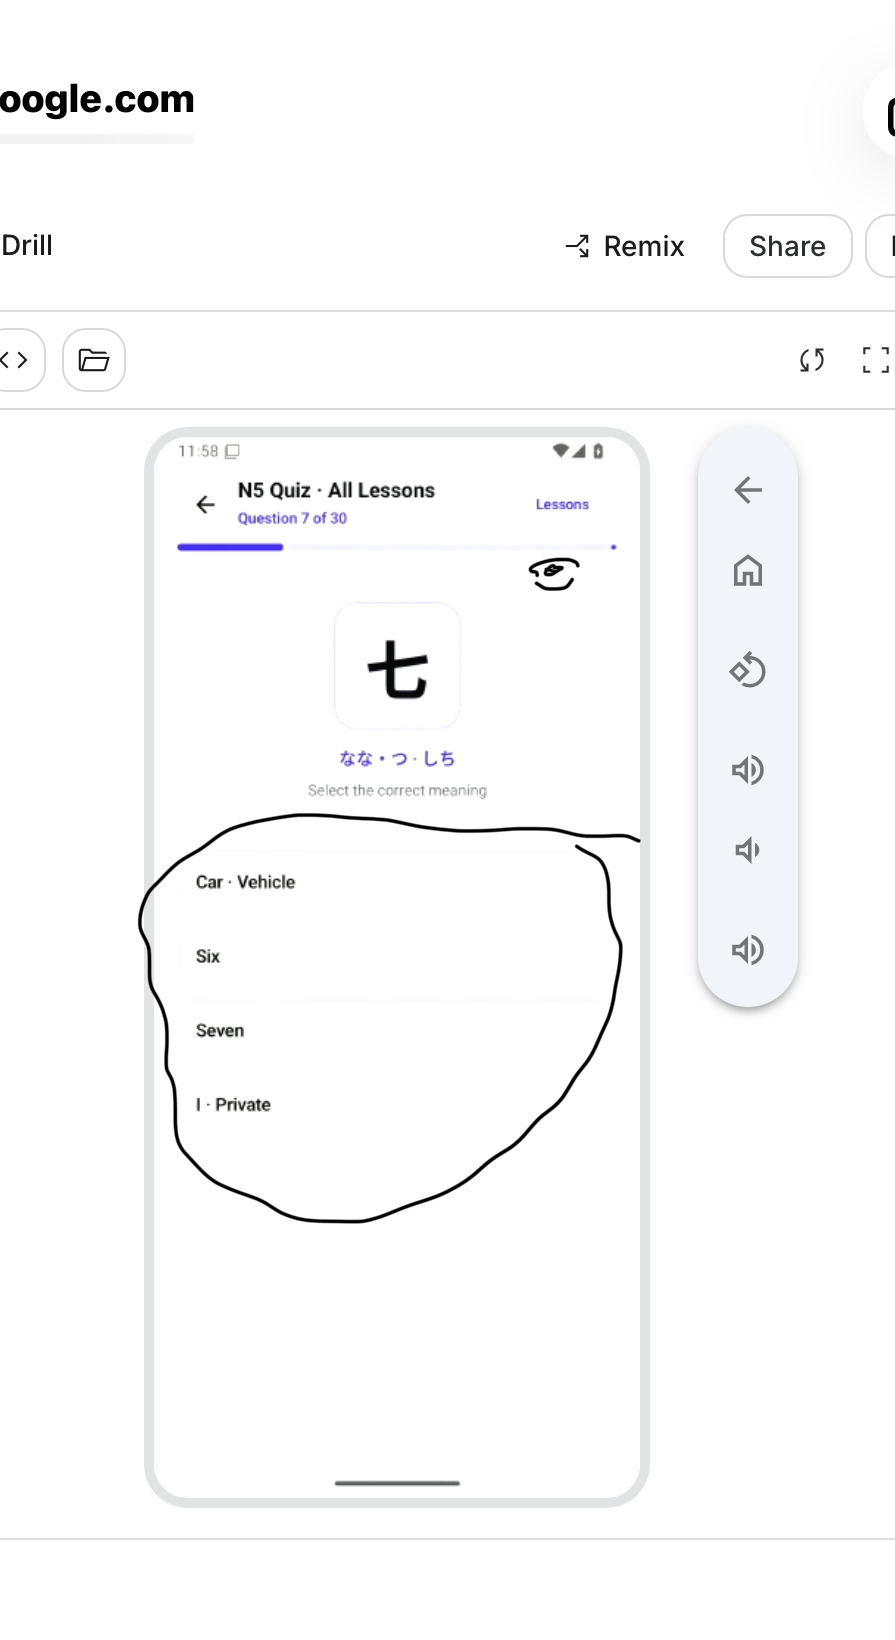 oogle.com
Drill
Remix
Share
11:58
N5 Quiz · All Lessons
Question 7 of 30
Lessons
七
なな・つ · しち
Select the correct meaning
Car · Vehicle
Six
Seven
I · Private